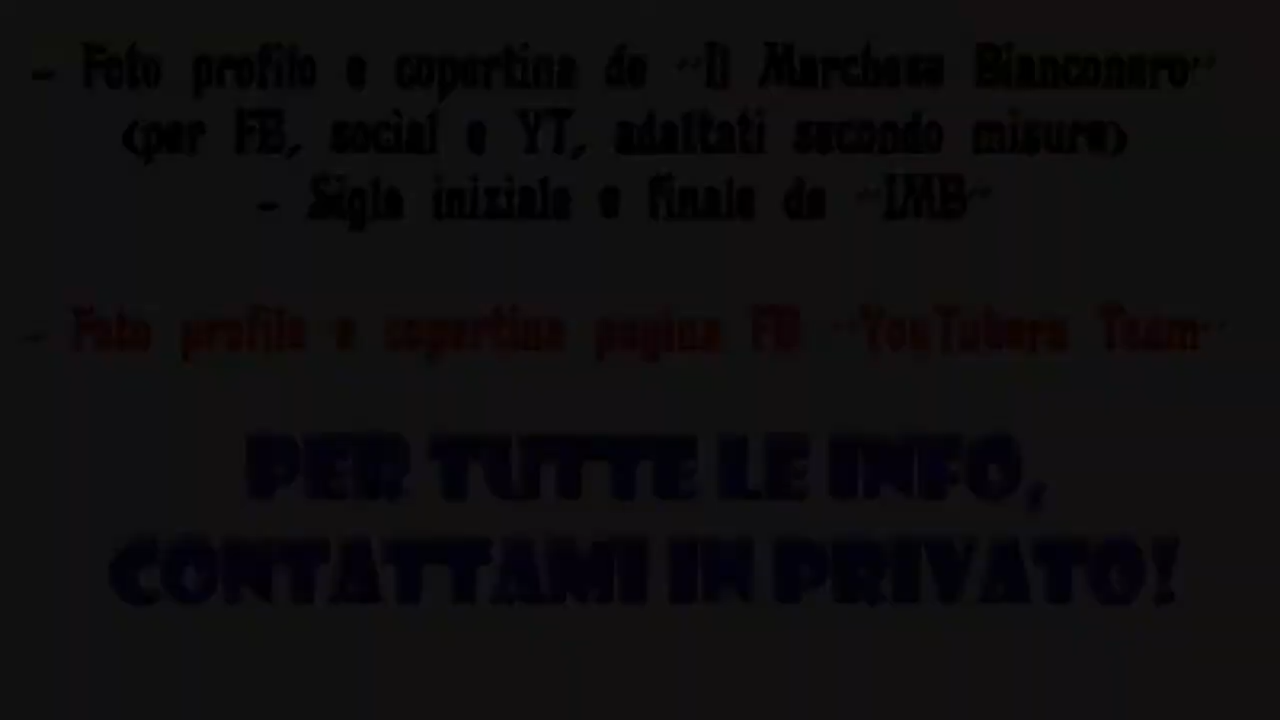 - Foto profilo e copertina de "Il Marchese Bianconero"
(per FB, social e YT, adattati secondo misure)
- Sigla iniziale e finale de "IMB"
- Foto profilo e copertina pagina FB "YouTubers Team"
PER TUTTE LE INFO,
CONTATTAMI IN PRIVATO!